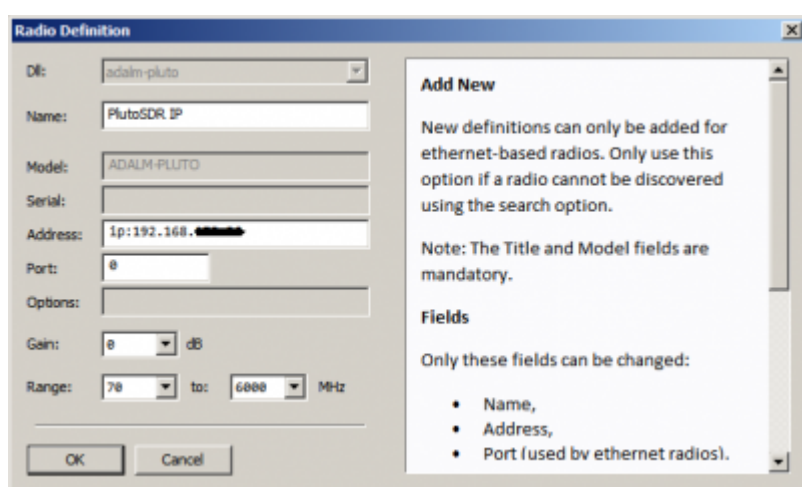 Radio Definition
Dll: adalm-pluto
Name: PlutoSDR IP
Model: ADALM-PLUTO
Serial:
Address: ip:192.168.
Port: 0
Options:
Gain: 0 dB
Range: 70 to: 6000 MHz
OK Cancel
Add New
New definitions can only be added for
ethernet-based radios. Only use this
option if a radio cannot be discovered
using the search option.
Note: The Title and Model fields are
mandatory.
Fields
Only these fields can be changed:
• Name,
• Address,
• Port (used by ethernet radios).